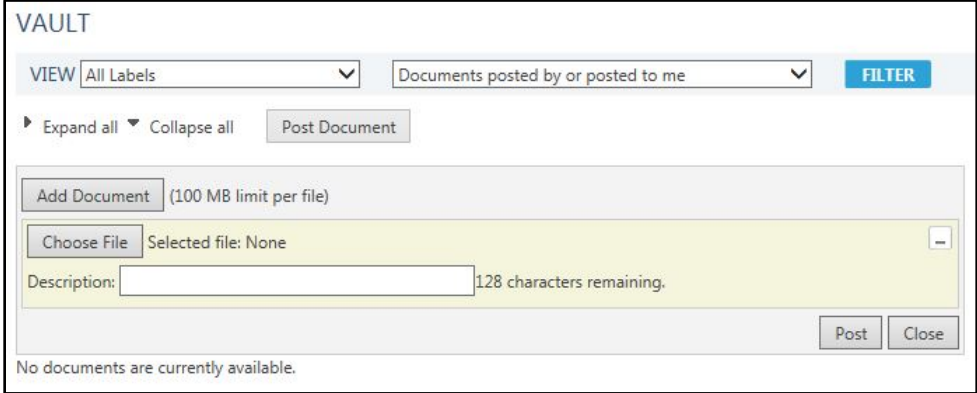 VAULT
VIEW All Labels Documents posted by or posted to me FILTER
Expand all Collapse all Post Document
Add Document (100 MB limit per file)
Choose File Selected file: None
Description: 128 characters remaining.
Post Close
No documents are currently available.